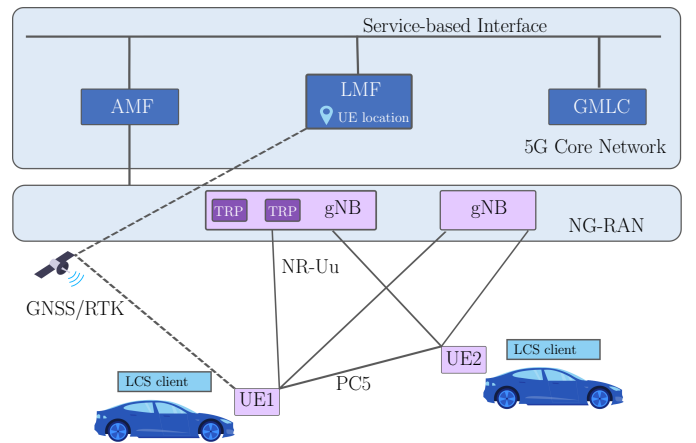 Service-based Interface
AMF
LMF
UE location
GMLC
5G Core Network
TRP
TRP
gNB
gNB
NG-RAN
NR-Uu
GNSS/RTK
UE2
LCS client
LCS client
PC5
UE1